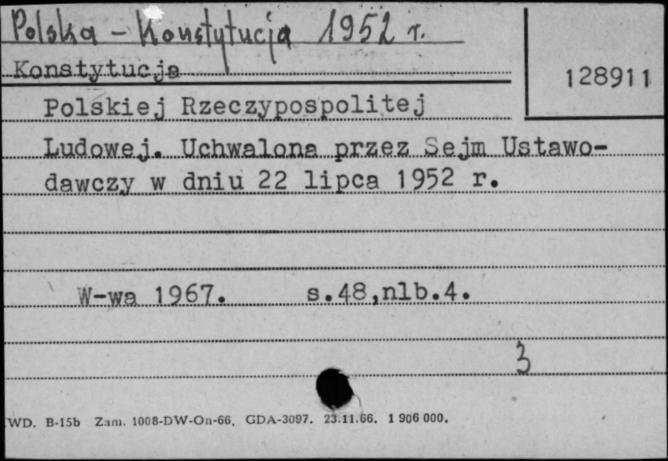 Polska - Konstytucja 1952 r.
Konstytucja
128911
Polskiej Rzeczypospolitej
Ludowej. Uchwalona przez Sejm Ustawo-
dawczy w dniu 22 lipca 1952 r.
W-wa 1967. s.48,nlb.4.
3
WD. B-15b Zam. 1008-DW-On-66. GDA-3097. 23.11.66. 1 906 000.